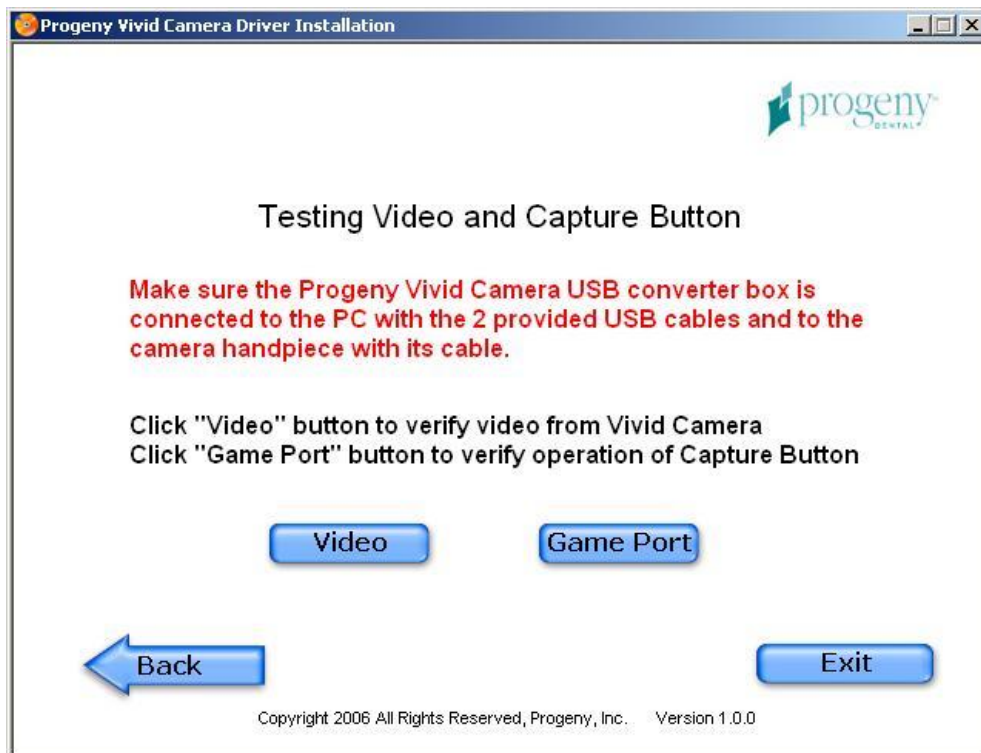 Progeny Vivid Camera Driver Installation
progeny™
DENTAL
Testing Video and Capture Button
Make sure the Progeny Vivid Camera USB converter box is
connected to the PC with the 2 provided USB cables and to the
camera handpiece with its cable.
Click "Video" button to verify video from Vivid Camera
Click "Game Port" button to verify operation of Capture Button
Video
Game Port
Back
Exit
Copyright 2006 All Rights Reserved, Progeny, Inc. Version 1.0.0